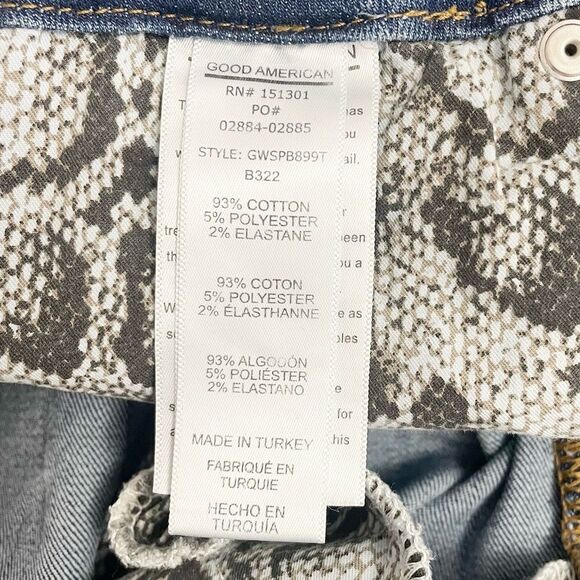 GOOD AMERICAN
RN# 151301
PO#
02884-02885
STYLE: GWSPB899T
B322
93% COTTON
5% POLYESTER
2% ELASTANE
93% COTON
5% POLYESTER
2% ÉLASTHANNE
93% ALGODÓN
5% POLIÉSTER
2% ELASTANO
MADE IN TURKEY
FABRIQUÉ EN
TURQUIE
HECHO EN
TURQUÍA